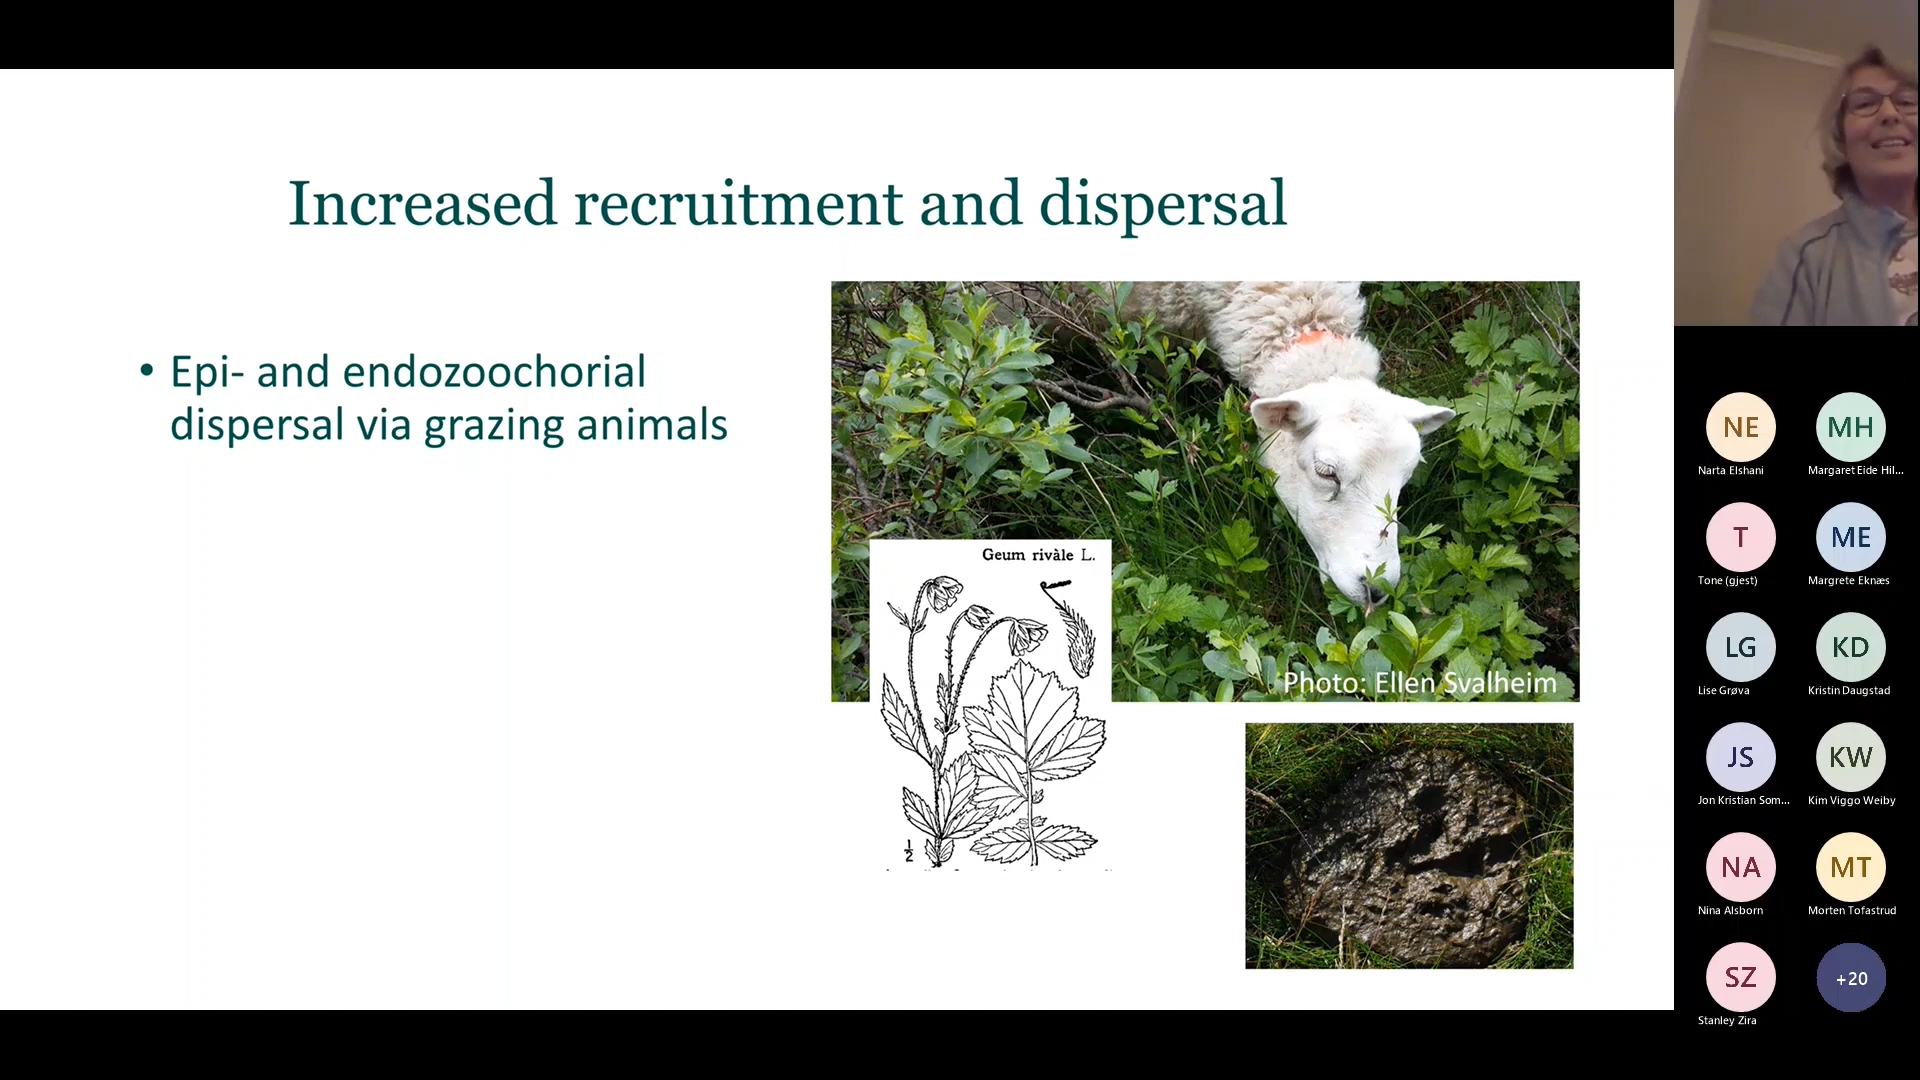 Increased recruitment and dispersal
• Epi- and endozoochorial
dispersal via grazing animals
Geum rivàle L.
1/2
Photo: Ellen Svalheim
NE
Narta Elshani
MH
Margaret Eide Hil...
T
Tone (gjest)
ME
Margrete Eknæs
LG
Lise Grøva
KD
Kristin Daugstad
JS
Jon Kristian Som...
KW
Kim Viggo Weiby
NA
Nina Alsborn
MT
Morten Tofastrud
SZ
Stanley Zira
+20